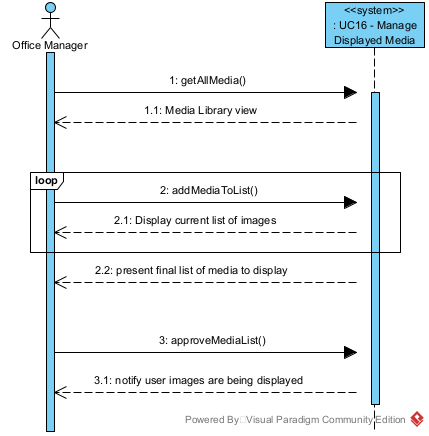 <<system>>
: UC16 - Manage
Displayed Media
Office Manager
1: getAllMedia()
1.1: Media Library view
loop
2: addMediaToList()
2.1: Display current list of images
2.2: present final list of media to display
3: approveMediaList()
3.1: notify user images are being displayed
Powered By Visual Paradigm Community Edition